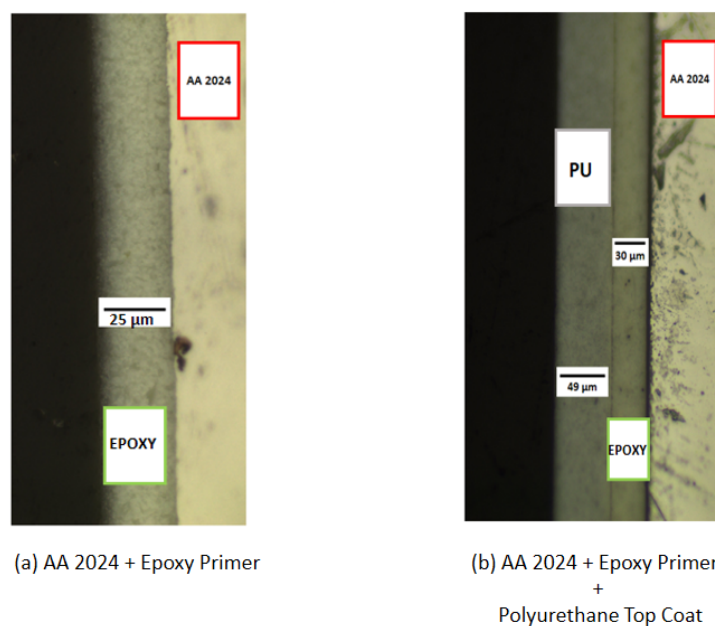 AA 2024
25 µm
EPOXY
(a) AA 2024 + Epoxy Primer
AA 2024
PU
30 µm
49 µm
EPOXY
(b) AA 2024 + Epoxy Primer
+
Polyurethane Top Coat